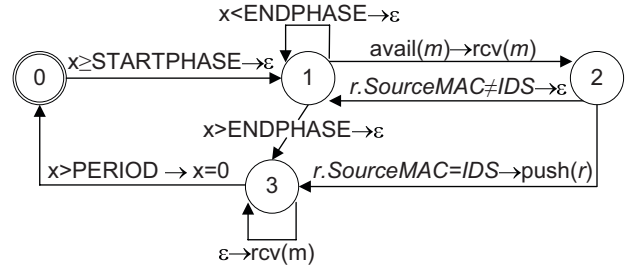 x<ENDPHASE→ε
avail(m)→rcv(m)
0
x≥STARTPHASE→ε
1
2
r.SourceMAC≠IDS→ε
x>ENDPHASE→ε
x>PERIOD → x=0
3
r.SourceMAC=IDS→push(r)
ε→rcv(m)